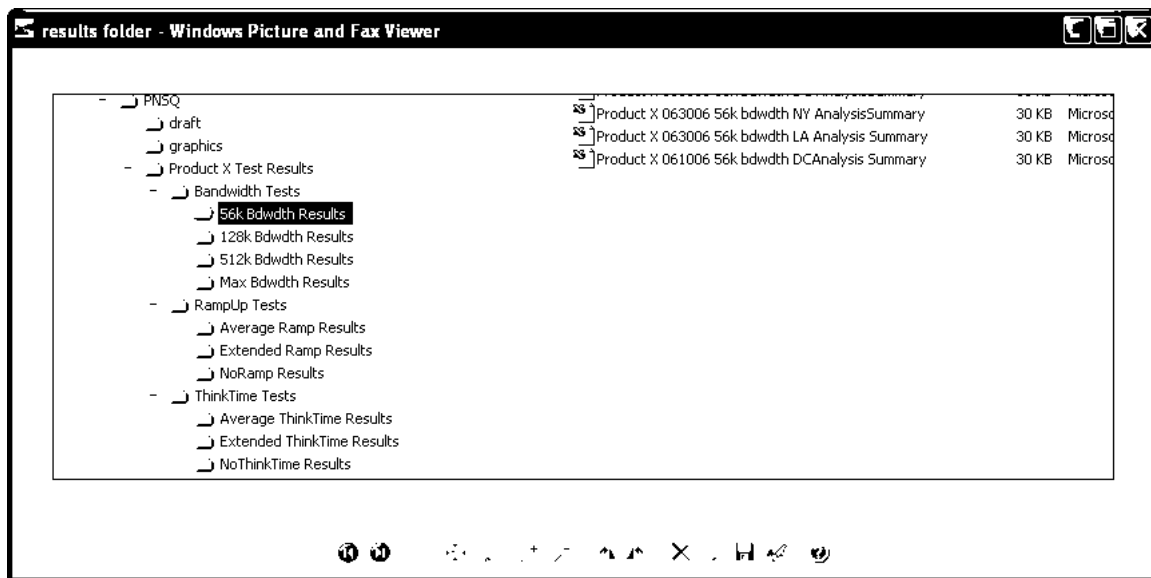 results folder - Windows Picture and Fax Viewer
PNSQ
draft
graphics
Product X Test Results
Bandwidth Tests
56k Bdwdth Results
128k Bdwdth Results
512k Bdwdth Results
Max Bdwdth Results
RampUp Tests
Average Ramp Results
Extended Ramp Results
NoRamp Results
ThinkTime Tests
Average ThinkTime Results
Extended ThinkTime Results
NoThinkTime Results
Product X 063006 56k bdwdth NY AnalysisSummary 30 KB Microso
Product X 063006 56k bdwdth LA Analysis Summary 30 KB Microso
Product X 061006 56k bdwdth DCAnalysis Summary 30 KB Microso